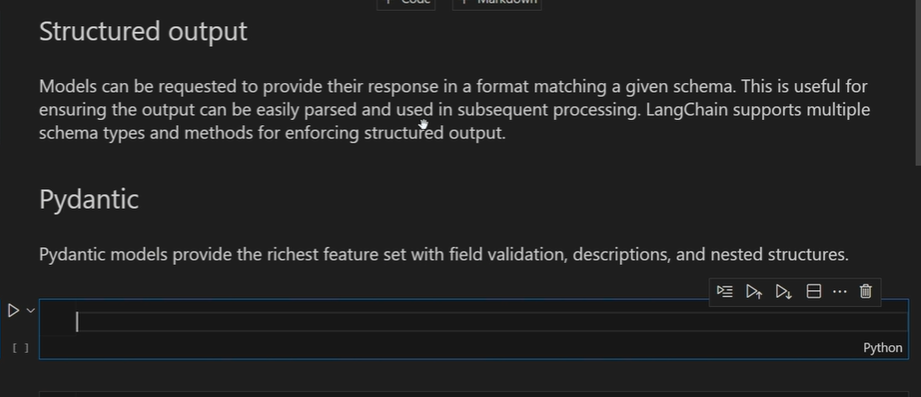 Code Markdown
Structured output
Models can be requested to provide their response in a format matching a given schema. This is useful for
ensuring the output can be easily parsed and used in subsequent processing. LangChain supports multiple
schema types and methods for enforcing structured output.
Pydantic
Pydantic models provide the richest feature set with field validation, descriptions, and nested structures.
[ ]
Python